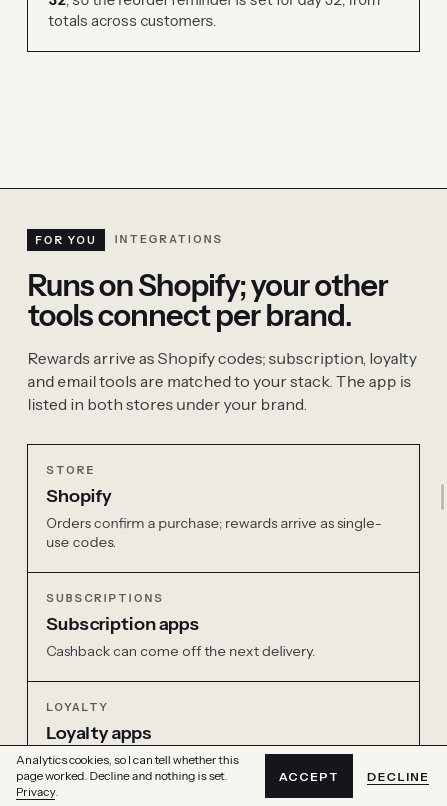 32, so the reorder reminder is set for day 32, from
totals across customers.
FOR YOU INTEGRATIONS
Runs on Shopify; your other
tools connect per brand.
Rewards arrive as Shopify codes; subscription, loyalty
and email tools are matched to your stack. The app is
listed in both stores under your brand.
STORE
Shopify
Orders confirm a purchase; rewards arrive as single-
use codes.
SUBSCRIPTIONS
Subscription apps
Cashback can come off the next delivery.
LOYALTY
Loyalty apps
Analytics cookies, so I can tell whether this
page worked. Decline and nothing is set.
Privacy.
ACCEPT
DECLINE